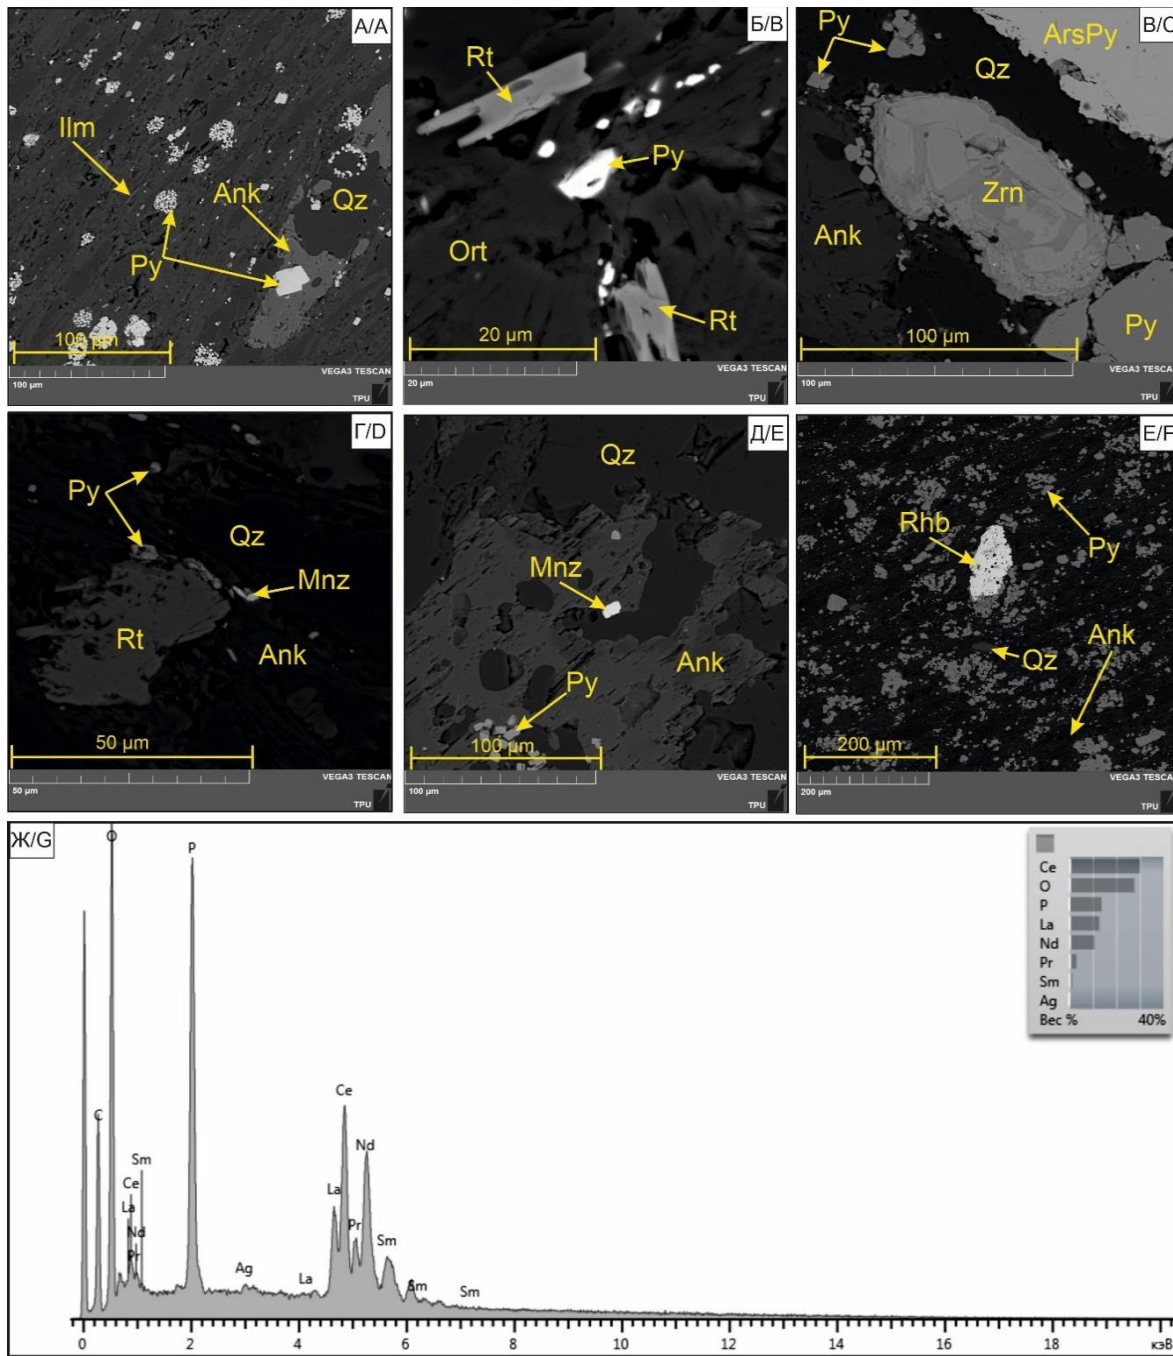 А/A
Ilm
Ank
Qz
Py
100 µm
VEGA3 TESCAN
100 µm
TPU
Б/B
Rt
Py
Ort
Rt
20 µm
VEGA3 TESCAN
20 µm
TPU
В/C
Py
ArsPy
Qz
Zrn
Ank
Py
100 µm
VEGA3 TESCAN
100 µm
TPU
Г/D
Py
Qz
Mnz
Rt
Ank
50 µm
VEGA3 TESCAN
50 µm
TPU
Д/E
Qz
Mnz
Ank
Py
100 µm
VEGA3 TESCAN
100 µm
TPU
Е/F
Rhb
Py
Ank
Qz
200 µm
VEGA3 TESCAN
200 µm
TPU
Ж/G
O
P
C
Sm
Ce
La
Nd
Pr
Ag
La
La
Ce
Pr
Nd
Sm
Sm
Sm
0 2 4 6 8 10 12 14 16 18 кэВ
Ce
O
P
La
Nd
Pr
Sm
Ag
Вес % 40%